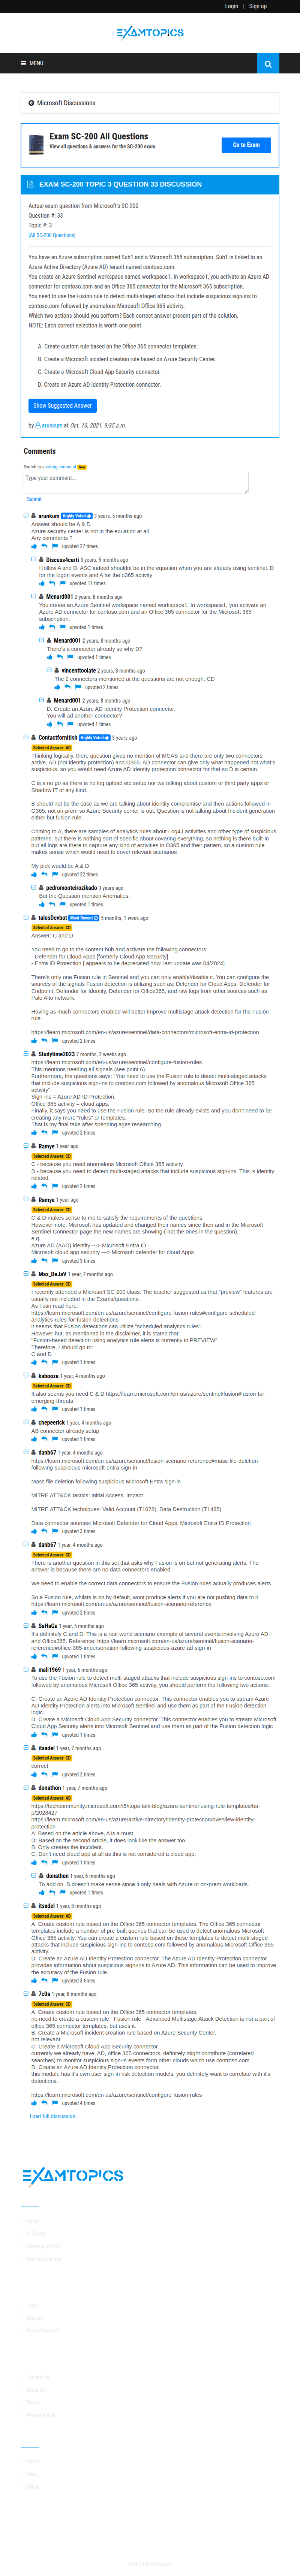 Login | Sign up
EXAMTOPICS
MENU
Microsoft Discussions
Exam SC-200 All Questions
View all questions & answers for the SC-200 exam
Go to Exam
EXAM SC-200 TOPIC 3 QUESTION 33 DISCUSSION
Actual exam question from Microsoft's SC-200
Question #: 33
Topic #: 3
[All SC-200 Questions]
You have an Azure subscription named Sub1 and a Microsoft 365 subscription. Sub1 is linked to an
Azure Active Directory (Azure AD) tenant named contoso.com.
You create an Azure Sentinel workspace named workspace1. In workspace1, you activate an Azure AD
connector for contoso.com and an Office 365 connector for the Microsoft 365 subscription.
You need to use the Fusion rule to detect multi-staged attacks that include suspicious sign-ins to
contoso.com followed by anomalous Microsoft Office 365 activity.
Which two actions should you perform? Each correct answer present part of the solution.
NOTE: Each correct selection is worth one point.
A. Create custom rule based on the Office 365 connector templates.
B. Create a Microsoft incident creation rule based on Azure Security Center.
C. Create a Microsoft Cloud App Security connector.
D. Create an Azure AD Identity Protection connector.
Show Suggested Answer
by arunkum at Oct. 13, 2021, 9:35 a.m.
Comments
Switch to a voting comment New
Type your comment...
Submit
arunkum Highly Voted 3 years, 5 months ago
Answer should be A & D
Azure security center is not in the equation at all
Any comments ?
upvoted 27 times
Discuss4certi 3 years, 5 months ago
I follow A and D. ASC indeed shouldnt be in the equation when you are already using sentinel. D
for the logon events and A for the o365 activity
upvoted 11 times
Menard001 2 years, 8 months ago
You create an Azure Sentinel workspace named workspace1. In workspace1, you activate an
Azure AD connector for contoso.com and an Office 365 connector for the Microsoft 365
subscription.
upvoted 1 times
Menard001 2 years, 8 months ago
There's a connector already so why D?
upvoted 1 times
vincenttoolate 2 years, 8 months ago
The 2 connectors mentioned at the questions are not enough. CD
upvoted 2 times
Menard001 2 years, 8 months ago
D. Create an Azure AD Identity Protection connector.
You will ad another connector?
upvoted 1 times
Contactfornitish Highly Voted 3 years ago
Selected Answer: AD
Thinking logically, there question gives no mention of MCAS and there are only two connectors
active, AD (not identity protection) and O365. AD connector can give only what happened not what's
suspicious, so you would need Azure AD Identity protection connector for that so D is certain.
C is a no go as there is no log upload etc setup nor we talking about custom or third party apps or
Shadow IT of any kind.
B should not be the case as we are talking about identity compromise and then activity followed in
O365, not on-prem so Azure Security center is out. Question is not talking about incident generation
either but fusion rule.
Coming to A, there are samples of analytics rules about Log4J activities and other type of suspicious
patterns, but there is nothing sort of specific about covering everything, so nothing there is built-in
but all logs are there to capture any kind of activities in O365 and their pattern, so a custom rule
makes sense which would need to cover relevant scenarios
My pick would be A & D
upvoted 22 times
pedromonteirozikado 3 years ago
But the Question mention Anomalies.
upvoted 1 times
talosDevbot Most Recent 5 months, 1 week ago
Selected Answer: CD
Answer: C and D
You need to go to the content hub and activate the following connectors:
- Defender for Cloud Apps [formerly Cloud App Security]
- Entra ID Protection [ appears to be deprecated now, last update was 04/2024]
There's only one Fusion rule in Sentinel and you can only enable/disable it. You can configure the
sources of signals Fusion detection is utilizing such as: Defender for Cloud Apps, Defender for
Endpoint, Defender for Identity, Defender for Office365, and raw logs from other sources such as
Palo Alto network.
Having as much connectors enabled will better improve multistage attack detection for the Fusion
rule
https://learn.microsoft.com/en-us/azure/sentinel/data-connectors/microsoft-entra-id-protection
upvoted 2 times
Studytime2023 7 months, 2 weeks ago
https://learn.microsoft.com/en-us/azure/sentinel/configure-fusion-rules
This mentions needing all signals (see point 6).
Furthermore, the questions says: "You need to use the Fusion rule to detect multi-staged attacks
that include suspicious sign-ins to contoso.com followed by anomalous Microsoft Office 365
activity".
Sign-ins = Azure AD ID Protection.
Office 365 activity = cloud apps.
Finally, it says you need to use the Fusion rule. So the rule already exists and you don't need to be
creating any more "rules" or templates.
That is my final take after spending ages researching.
upvoted 2 times
Ramye 1 year ago
Selected Answer: CD
C - because you need anomalous Microsoft Office 365 activity
D - because you need to detect multi-staged attacks that include suspicious sign-ins. This is identity
related.
upvoted 2 times
Ramye 1 year ago
Selected Answer: CD
C & D makes sense to me to satisfy the requirements of the questions.
However note: Microsoft has updated and changed their names since then and in the Microsoft
Sentinel Connector page the new names are showing ( not the ones in the question).
e.g.
Azure AD (AAD) identity ---> Microsoft Entra ID
Microsoft cloud app security ---> Microsoft defender for cloud Apps
upvoted 3 times
Max_DeJaV 1 year, 2 months ago
Selected Answer: CD
I recently attended a Microsoft SC-200 class. The teacher suggested us that "preview" features are
usually not included in the Exams/questions.
As I can read here:
https://learn.microsoft.com/en-us/azure/sentinel/configure-fusion-rules#configure-scheduled-
analytics-rules-for-fusion-detections
it seems that Fusion detections can utilize "scheduled analytics rules".
However but, as mentioned in the disclaimer, it is stated that:
"Fusion-based detection using analytics rule alerts is currently in PREVIEW".
Therefore, I should go to:
C and D
upvoted 1 times
kabooze 1 year, 4 months ago
Selected Answer: CD
It also seems you need C & D https://learn.microsoft.com/en-us/azure/sentinel/fusion#fusion-for-
emerging-threats
upvoted 1 times
chepeerick 1 year, 4 months ago
AB connector already setup
upvoted 1 times
danb67 1 year, 4 months ago
https://learn.microsoft.com/en-us/azure/sentinel/fusion-scenario-reference#mass-file-deletion-
following-suspicious-microsoft-entra-sign-in
Mass file deletion following suspicious Microsoft Entra sign-in
MITRE ATT&CK tactics: Initial Access, Impact
MITRE ATT&CK techniques: Valid Account (T1078), Data Destruction (T1485)
Data connector sources: Microsoft Defender for Cloud Apps, Microsoft Entra ID Protection
upvoted 3 times
danb67 1 year, 4 months ago
Selected Answer: CD
There is another question in this set that asks why Fusion is on but not generating alerts. The
answer is because there are no data connectors enabled.
We need to enable the correct data connectors to ensure the Fusion rules actually produces alerts.
So a Fusion rule, whilsts is on by default, wont produce alerts if you are not pushing data to it.
https://learn.microsoft.com/en-us/azure/sentinel/fusion-scenario-reference
upvoted 2 times
SaHaGe 1 year, 5 months ago
It's definitely C and D. This is a real-world scenario example of several events involving Azure AD
and Office365. Reference: https://learn.microsoft.com/en-us/azure/sentinel/fusion-scenario-
reference#office-365-impersonation-following-suspicious-azure-ad-sign-in
upvoted 1 times
mali1969 1 year, 6 months ago
To use the Fusion rule to detect multi-staged attacks that include suspicious sign-ins to contoso.com
followed by anomalous Microsoft Office 365 activity, you should perform the following two actions:
C. Create an Azure AD Identity Protection connector. This connector enables you to stream Azure
AD Identity Protection alerts into Microsoft Sentinel and use them as part of the Fusion detection
logic.
D. Create a Microsoft Cloud App Security connector. This connector enables you to stream Microsoft
Cloud App Security alerts into Microsoft Sentinel and use them as part of the Fusion detection logic
upvoted 1 times
itsadel 1 year, 7 months ago
Selected Answer: CD
correct
upvoted 2 times
donathon 1 year, 7 months ago
Selected Answer: AD
https://techcommunity.microsoft.com/t5/itops-talk-blog/azure-sentinel-using-rule-templates/ba-
p/2028427
https://learn.microsoft.com/en-us/azure/active-directory/identity-protection/overview-identity-
protection
A: Based on the article above, A is a must.
D: Based on the second article, d does look like the answer too.
B: Only creates the incident.
C: Don't need cloud app at all as this is not considered a cloud app.
upvoted 1 times
donathon 1 year, 6 months ago
To add on. B doesn't make sense since it only deals with Azure or on-prem workloads.
upvoted 1 times
itsadel 1 year, 8 months ago
Selected Answer: AD
A. Create custom rule based on the Office 365 connector templates. The Office 365 connector
templates include a number of pre-built queries that can be used to detect anomalous Microsoft
Office 365 activity. You can create a custom rule based on these templates to detect multi-staged
attacks that include suspicious sign-ins to contoso.com followed by anomalous Microsoft Office 365
activity.
D. Create an Azure AD Identity Protection connector. The Azure AD Identity Protection connector
provides information about suspicious sign-ins to Azure AD. This information can be used to improve
the accuracy of the Fusion rule.
upvoted 3 times
7c0a 1 year, 8 months ago
Selected Answer: CD
A. Create custom rule based on the Office 365 connector templates.
no need to create a custom rule - Fusion rule - Advanced Multistage Attack Detection is not a part of
office 365 connector templates, but uses it.
B. Create a Microsoft incident creation rule based on Azure Security Center.
not relevant
C. Create a Microsoft Cloud App Security connector.
currently we already have, AD, office 365 connectors, definitely might contribute (correlated
searches) to monitor suspicious sign-in events form other clouds which use contoso.com
D. Create an Azure AD Identity Protection connector.
this module has it's own user sign-in risk detection models, you definitely want to correlate with it's
detections.
https://learn.microsoft.com/en-us/azure/sentinel/configure-fusion-rules
upvoted 4 times
Load full discussion...
EXAMTOPICS